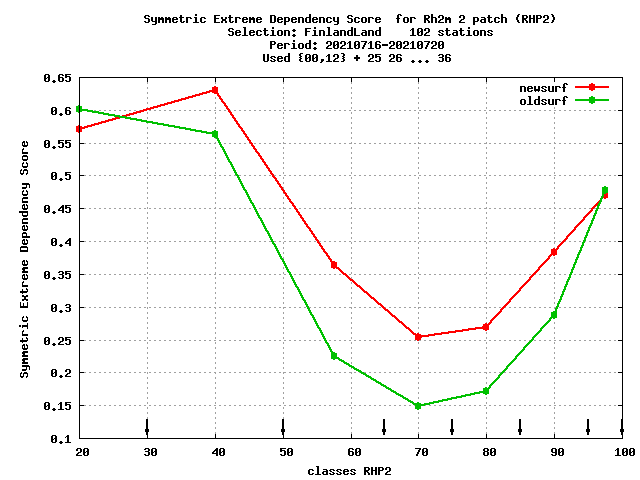 Symmetric Extreme Dependency Score  for Rh2m 2 patch (RHP2)
Selection: FinlandLand    102 stations
Period: 20210716-20210720
Used {00,12} + 25 26 ... 36
newsurf
oldsurf
Symmetric Extreme Dependency Score
0.65
0.6
0.55
0.5
0.45
0.4
0.35
0.3
0.25
0.2
0.15
0.1
20 30 40 50 60 70 80 90 100
classes RHP2